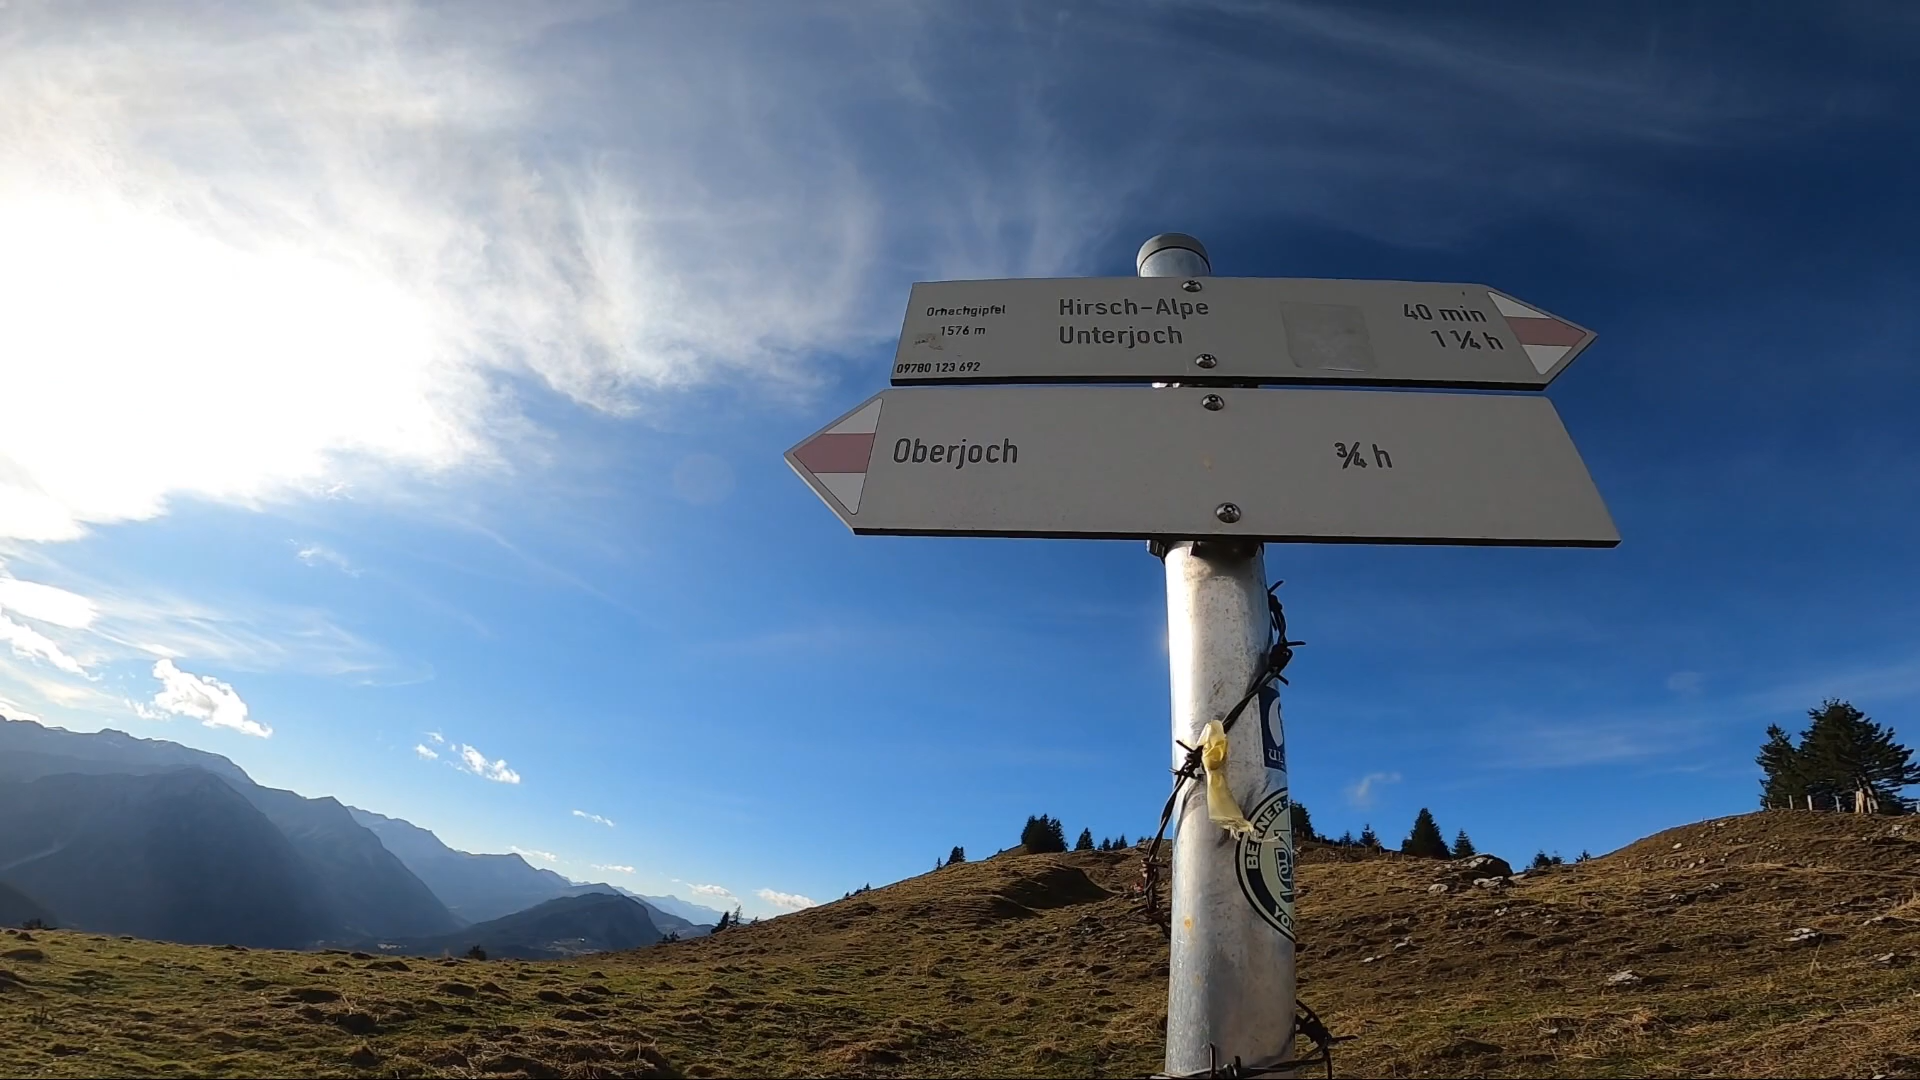 Ornachgipfel
1576 m
09780 123 692
Hirsch-Alpe 40 min
Unterjoch 1 1/4 h
Oberjoch 3/4 h